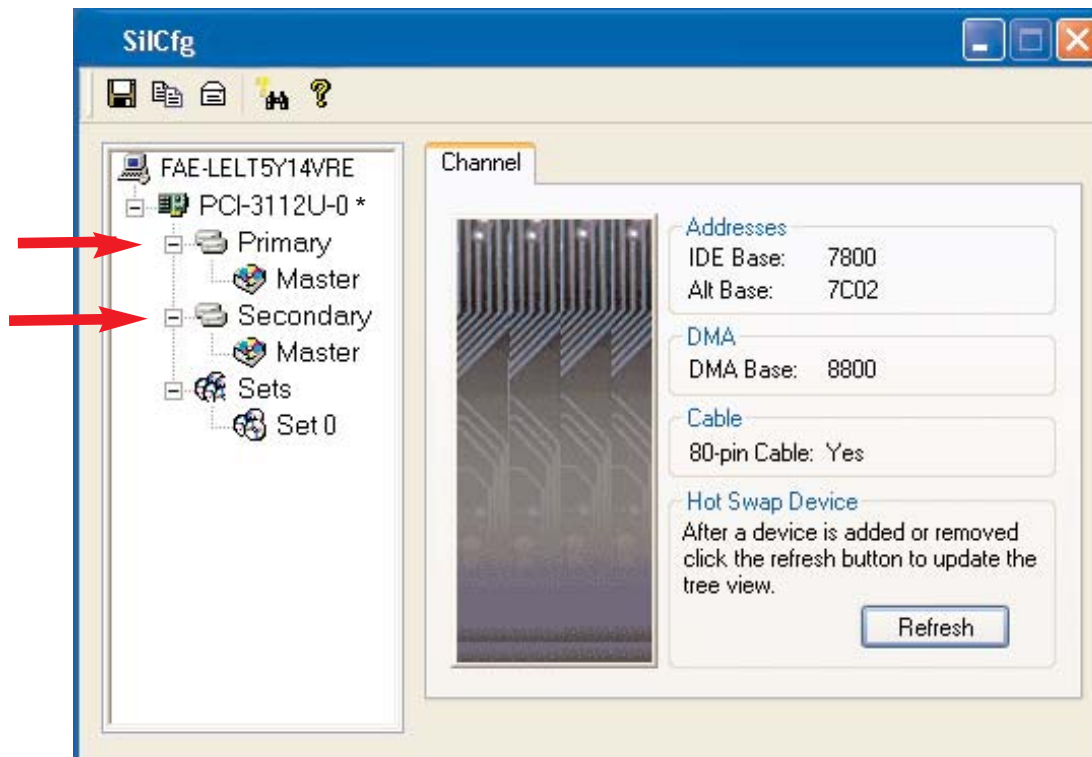 SilCfg
FAE-LELT5Y14VRE
PCI-3112U-0 *
Primary
Master
Secondary
Master
Sets
Set 0
Channel
Addresses
IDE Base: 7800
Alt Base: 7C02
DMA
DMA Base: 8800
Cable
80-pin Cable: Yes
Hot Swap Device
After a device is added or removed
click the refresh button to update the
tree view.
Refresh